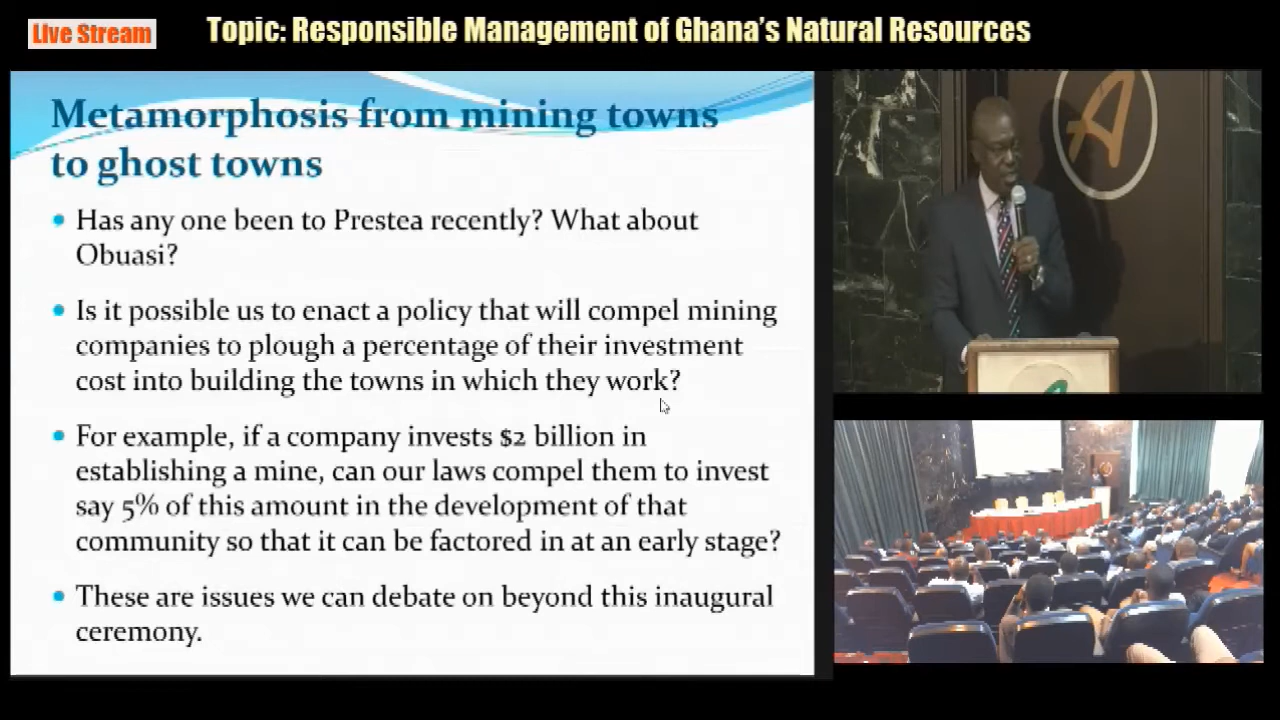 Live Stream
Topic: Responsible Management of Ghana's Natural Resources
Metamorphosis from mining towns
to ghost towns
• Has any one been to Prestea recently? What about
Obuasi?
• Is it possible us to enact a policy that will compel mining
companies to plough a percentage of their investment
cost into building the towns in which they work?
• For example, if a company invests $2 billion in
establishing a mine, can our laws compel them to invest
say 5% of this amount in the development of that
community so that it can be factored in at an early stage?
• These are issues we can debate on beyond this inaugural
ceremony.
A